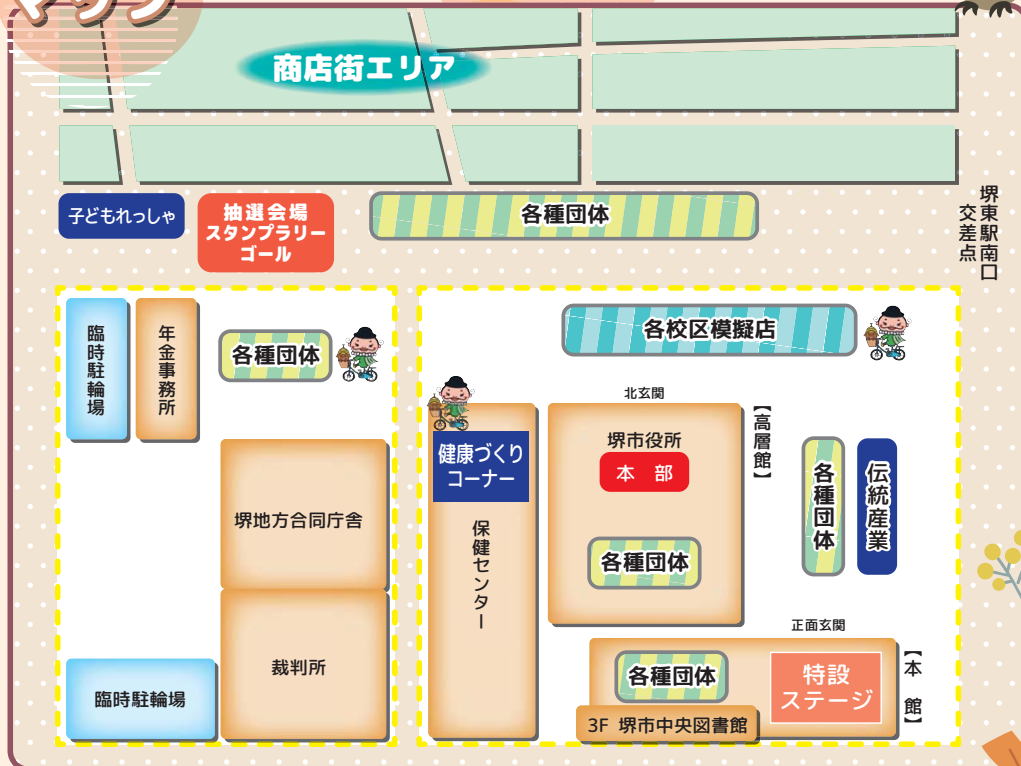 マップ
商店街エリア
子どもれっしゃ
抽選会場
スタンプラリー
ゴール
各種団体
堺東駅南口
交差点
臨時駐輪場
年金事務所
各種団体
各校区模擬店
北玄関
【高層館】
健康づくり
コーナー
堺市役所
本 部
各種団体
伝統産業
堺地方合同庁舎
保健センター
各種団体
正面玄関
裁判所
臨時駐輪場
各種団体
特設
ステージ
【本 館】
3F 堺市中央図書館